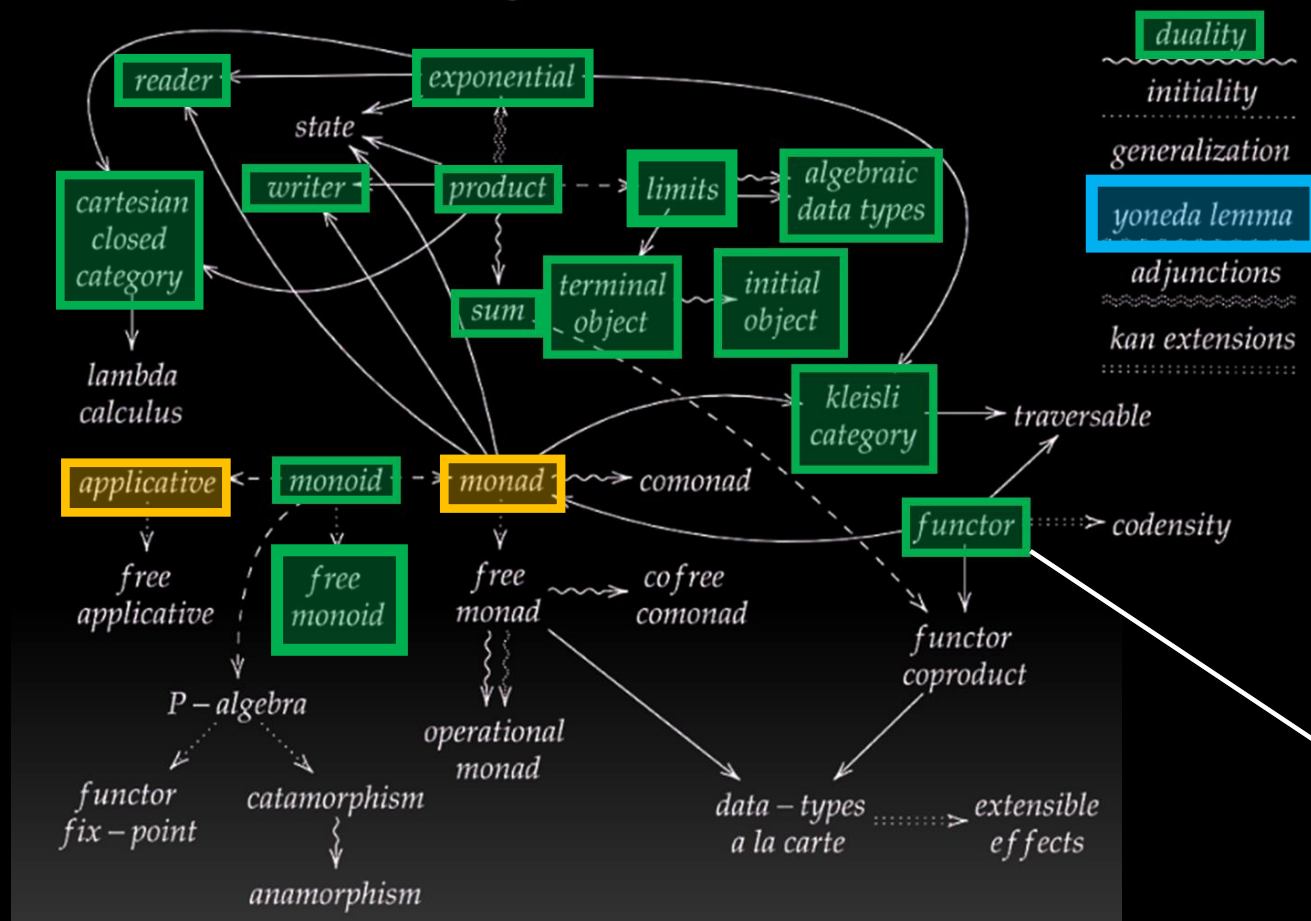 duality
reader
exponential
initiality
state
generalization
writer
product
limits
algebraic
data types
cartesian
closed
category
yoneda lemma
adjunctions
sum
terminal
object
initial
object
kan extensions
lambda
calculus
kleisli
category
traversable
applicative
monoid
monad
comonad
functor
codensity
free
applicative
free
monoid
free
monad
cofree
comonad
functor
coproduct
P – algebra
operational
monad
functor
fix – point
catamorphism
data – types
a la carte
extensible
effects
anamorphism